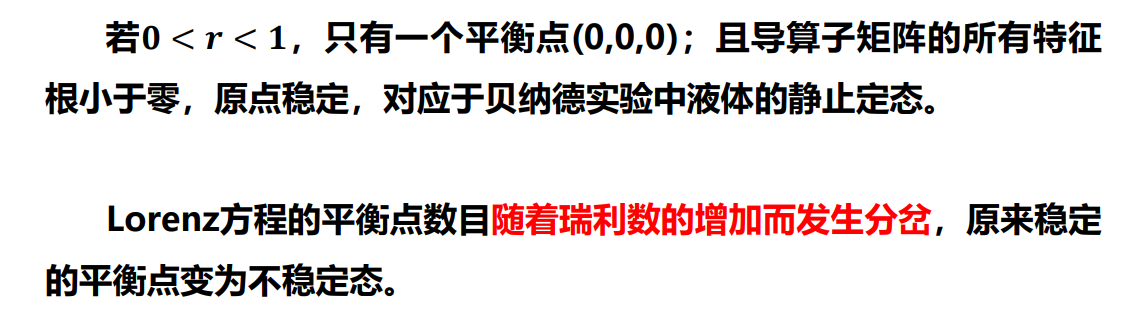 若0 < r < 1，只有一个平衡点(0,0,0)；且导算子矩阵的所有特征
根小于零，原点稳定，对应于贝纳德实验中液体的静止定态。
Lorenz方程的平衡点数目随着瑞利数的增加而发生分岔，原来稳定
的平衡点变为不稳定态。